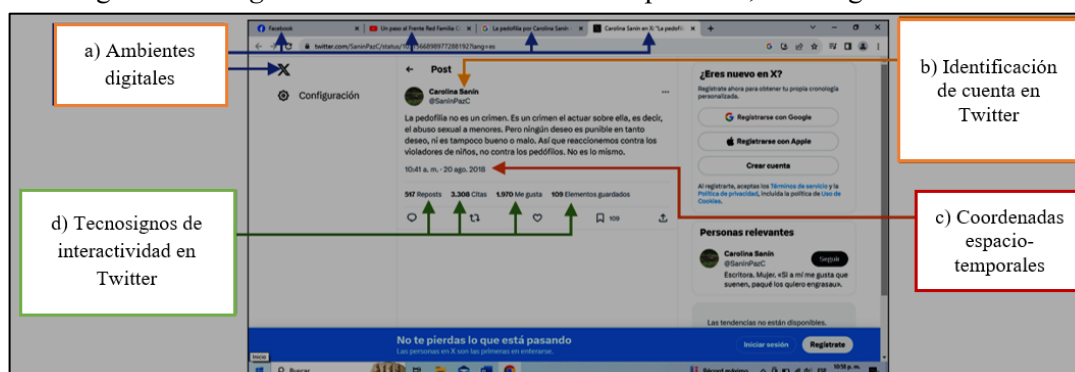 Facebook
Un paso al frente Red Familia C
La pedofilia por Carolina Sanín
Carolina Sanín en X: "La pedofi
twitter.com/SaninPazC/status/
?lang=es
a) Ambientes
digitales
X
Configuración
← Post
Carolina Sanín
@SaninPazC
La pedofilia no es un crimen. Es un crimen el actuar sobre ella, es decir,
el abuso sexual a menores. Pero ningún deseo es punible en tanto
deseo, ni es tampoco bueno o malo. Así que reaccionemos contra los
violadores de niños, no contra los pedófilos. No es lo mismo.
10:41 a. m. · 20 ago. 2018
517 Reposts 3.308 Citas 1.970 Me gusta 109 Elementos guardados
109
¿Eres nuevo en X?
Regístrate ahora para obtener tu propia cronología
personalizada.
Registrarse con Google
Registrarse con Apple
Crear cuenta
Al registrarte, aceptas los Términos de servicio y la
Política de privacidad, incluida la política de Uso de
Cookies.
Personas relevantes
Carolina Sanín
@SaninPazC
Seguir
Escritora. Mujer. «Si a mí me gusta que
suenen, paqué los quiero engrasau».
Las tendencias no están disponibles.
b) Identificación
de cuenta en
Twitter
c) Coordenadas
espacio-
temporales
d) Tecnosignos de
interactividad en
Twitter
No te pierdas lo que está pasando
Las personas en X son las primeras en enterarse.
Iniciar sesión
Regístrate
Inicio
Buscar
Récord máximo
ESP
10:59 p. m.